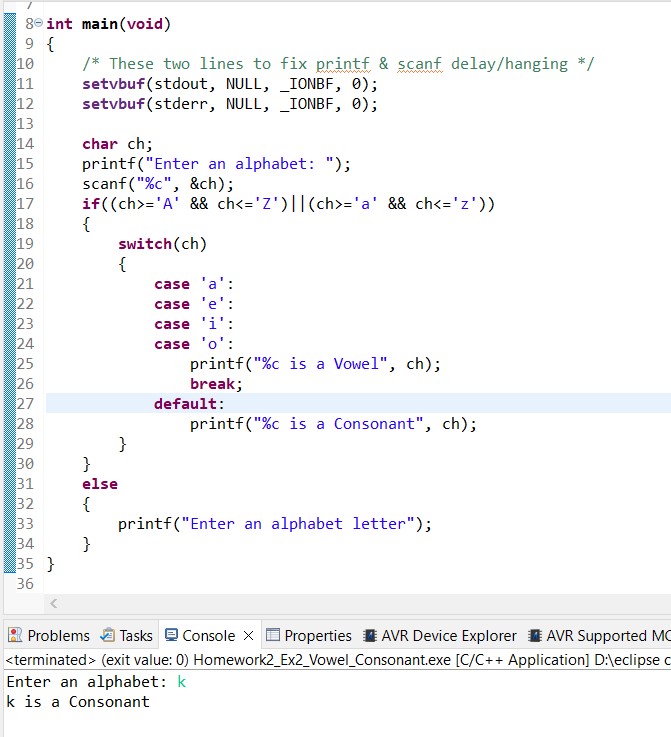 7
8 int main(void)
9 {
10 /* These two lines to fix printf & scanf delay/hanging */
11 setvbuf(stdout, NULL, _IONBF, 0);
12 setvbuf(stderr, NULL, _IONBF, 0);
13
14 char ch;
15 printf("Enter an alphabet: ");
16 scanf("%c", &ch);
17 if((ch>='A' && ch<='Z')||(ch>='a' && ch<='z'))
18 {
19 switch(ch)
20 {
21 case 'a':
22 case 'e':
23 case 'i':
24 case 'o':
25 printf("%c is a Vowel", ch);
26 break;
27 default:
28 printf("%c is a Consonant", ch);
29 }
30 }
31 else
32 {
33 printf("Enter an alphabet letter");
34 }
35 }
36
Problems Tasks Console Properties AVR Device Explorer AVR Supported MC
<terminated> (exit value: 0) Homework2_Ex2_Vowel_Consonant.exe [C/C++ Application] D:\eclipse c
Enter an alphabet: k
k is a Consonant